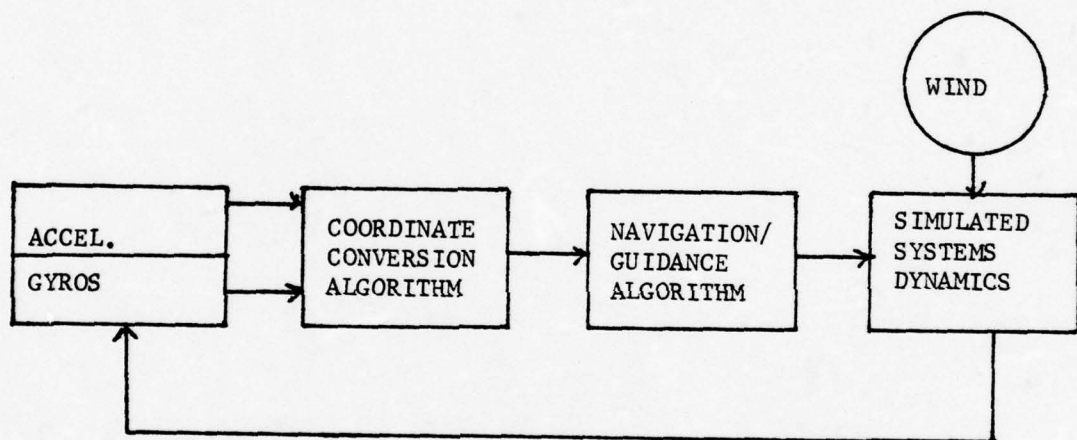 WIND
ACCEL.
GYROS
COORDINATE
CONVERSION
ALGORITHM
NAVIGATION/
GUIDANCE
ALGORITHM
SIMULATED
SYSTEMS
DYNAMICS